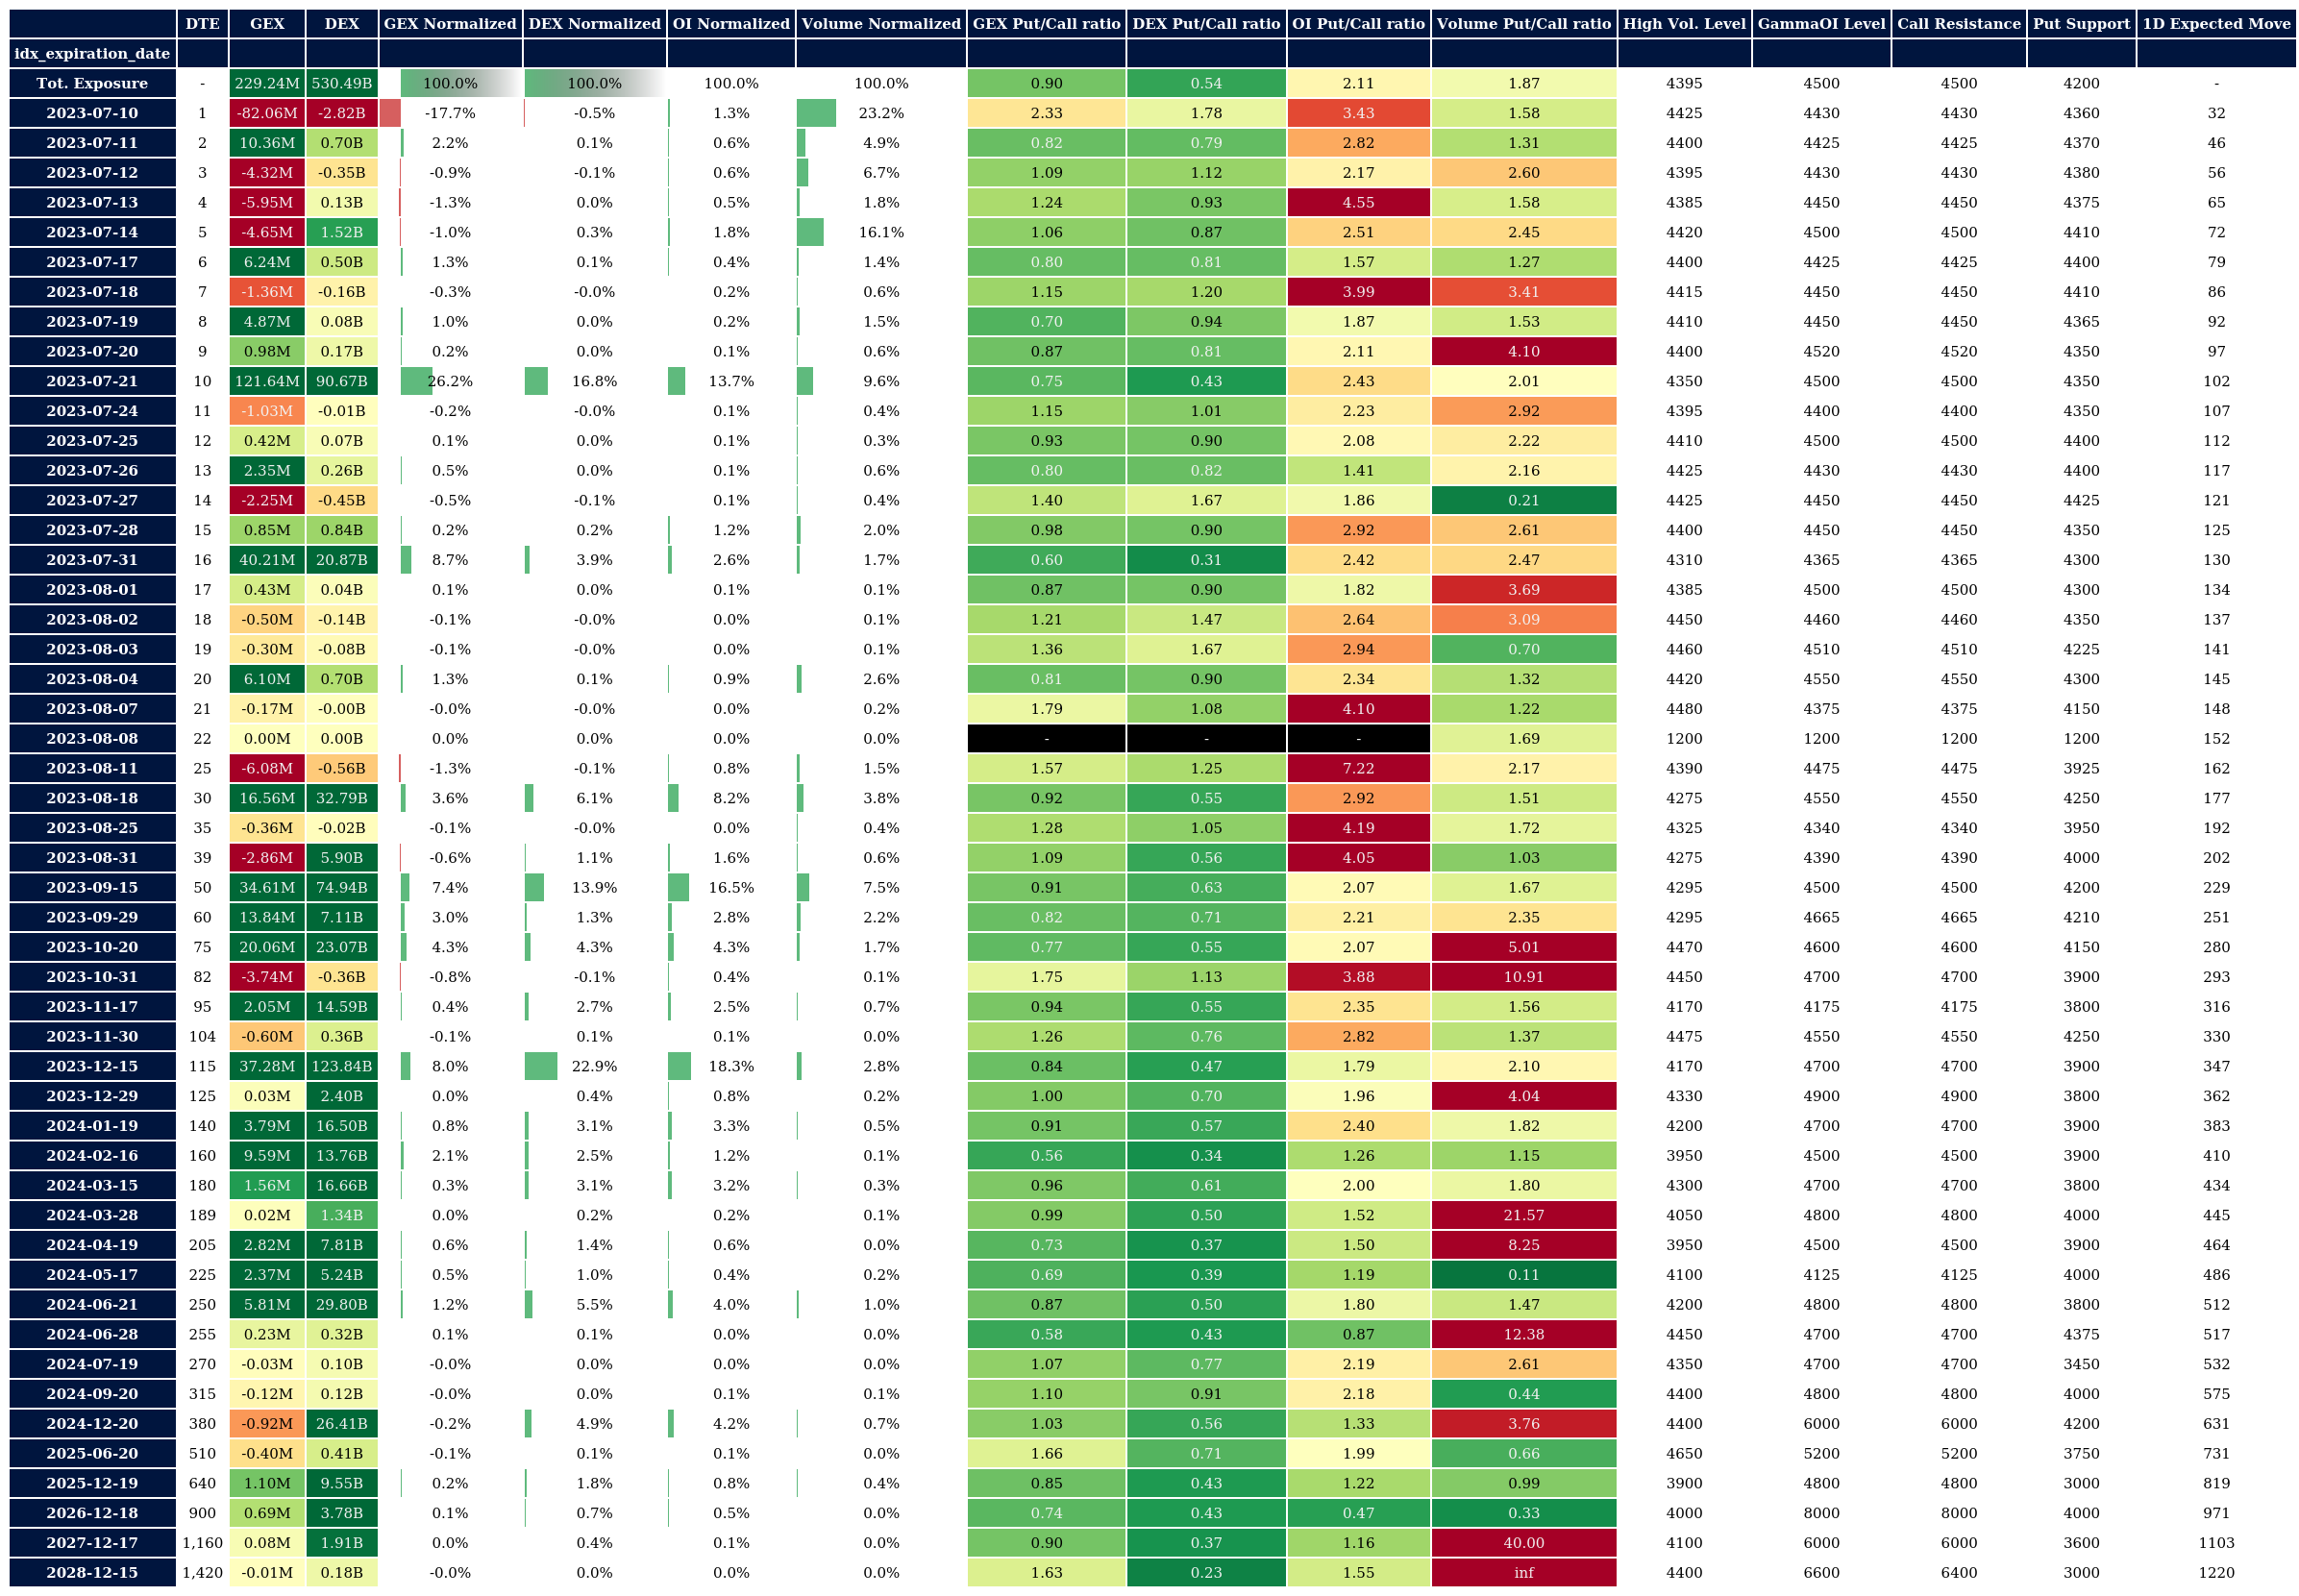 DTE GEX DEX GEX Normalized DEX Normalized OI Normalized Volume Normalized GEX Put/Call ratio DEX Put/Call ratio OI Put/Call ratio Volume Put/Call ratio High Vol. Level GammaOI Level Call Resistance Put Support 1D Expected Move
idx_expiration_date
Tot. Exposure - 229.24M 530.49B 100.0% 100.0% 100.0% 100.0% 0.90 0.54 2.11 1.87 4395 4500 4500 4200 -
2023-07-10 1 -82.06M -2.82B -17.7% -0.5% 1.3% 23.2% 2.33 1.78 3.43 1.58 4425 4430 4430 4360 32
2023-07-11 2 10.36M 0.70B 2.2% 0.1% 0.6% 4.9% 0.82 0.79 2.82 1.31 4400 4425 4425 4370 46
2023-07-12 3 -4.32M -0.35B -0.9% -0.1% 0.6% 6.7% 1.09 1.12 2.17 2.60 4395 4430 4430 4380 56
2023-07-13 4 -5.95M 0.13B -1.3% 0.0% 0.5% 1.8% 1.24 0.93 4.55 1.58 4385 4450 4450 4375 65
2023-07-14 5 -4.65M 1.52B -1.0% 0.3% 1.8% 16.1% 1.06 0.87 2.51 2.45 4420 4500 4500 4410 72
2023-07-17 6 6.24M 0.50B 1.3% 0.1% 0.4% 1.4% 0.80 0.81 1.57 1.27 4400 4425 4425 4400 79
2023-07-18 7 -1.36M -0.16B -0.3% -0.0% 0.2% 0.6% 1.15 1.20 3.99 3.41 4415 4450 4450 4410 86
2023-07-19 8 4.87M 0.08B 1.0% 0.0% 0.2% 1.5% 0.70 0.94 1.87 1.53 4410 4450 4450 4365 92
2023-07-20 9 0.98M 0.17B 0.2% 0.0% 0.1% 0.6% 0.87 0.81 2.11 4.10 4400 4520 4520 4350 97
2023-07-21 10 121.64M 90.67B 26.2% 16.8% 13.7% 9.6% 0.75 0.43 2.43 2.01 4350 4500 4500 4350 102
2023-07-24 11 -1.03M -0.01B -0.2% -0.0% 0.1% 0.4% 1.15 1.01 2.23 2.92 4395 4400 4400 4350 107
2023-07-25 12 0.42M 0.07B 0.1% 0.0% 0.1% 0.3% 0.93 0.90 2.08 2.22 4410 4500 4500 4400 112
2023-07-26 13 2.35M 0.26B 0.5% 0.0% 0.1% 0.6% 0.80 0.82 1.41 2.16 4425 4430 4430 4400 117
2023-07-27 14 -2.25M -0.45B -0.5% -0.1% 0.1% 0.4% 1.40 1.67 1.86 0.21 4425 4450 4450 4425 121
2023-07-28 15 0.85M 0.84B 0.2% 0.2% 1.2% 2.0% 0.98 0.90 2.92 2.61 4400 4450 4450 4350 125
2023-07-31 16 40.21M 20.87B 8.7% 3.9% 2.6% 1.7% 0.60 0.31 2.42 2.47 4310 4365 4365 4300 130
2023-08-01 17 0.43M 0.04B 0.1% 0.0% 0.1% 0.1% 0.87 0.90 1.82 3.69 4385 4500 4500 4300 134
2023-08-02 18 -0.50M -0.14B -0.1% -0.0% 0.0% 0.1% 1.21 1.47 2.64 3.09 4450 4460 4460 4350 137
2023-08-03 19 -0.30M -0.08B -0.1% -0.0% 0.0% 0.1% 1.36 1.67 2.94 0.70 4460 4510 4510 4225 141
2023-08-04 20 6.10M 0.70B 1.3% 0.1% 0.9% 2.6% 0.81 0.90 2.34 1.32 4420 4550 4550 4300 145
2023-08-07 21 -0.17M -0.00B -0.0% -0.0% 0.0% 0.2% 1.79 1.08 4.10 1.22 4480 4375 4375 4150 148
2023-08-08 22 0.00M 0.00B 0.0% 0.0% 0.0% 0.0% - - - 1.69 1200 1200 1200 1200 152
2023-08-11 25 -6.08M -0.56B -1.3% -0.1% 0.8% 1.5% 1.57 1.25 7.22 2.17 4390 4475 4475 3925 162
2023-08-18 30 16.56M 32.79B 3.6% 6.1% 8.2% 3.8% 0.92 0.55 2.92 1.51 4275 4550 4550 4250 177
2023-08-25 35 -0.36M -0.02B -0.1% -0.0% 0.0% 0.4% 1.28 1.05 4.19 1.72 4325 4340 4340 3950 192
2023-08-31 39 -2.86M 5.90B -0.6% 1.1% 1.6% 0.6% 1.09 0.56 4.05 1.03 4275 4390 4390 4000 202
2023-09-15 50 34.61M 74.94B 7.4% 13.9% 16.5% 7.5% 0.91 0.63 2.07 1.67 4295 4500 4500 4200 229
2023-09-29 60 13.84M 7.11B 3.0% 1.3% 2.8% 2.2% 0.82 0.71 2.21 2.35 4295 4665 4665 4210 251
2023-10-20 75 20.06M 23.07B 4.3% 4.3% 4.3% 1.7% 0.77 0.55 2.07 5.01 4470 4600 4600 4150 280
2023-10-31 82 -3.74M -0.36B -0.8% -0.1% 0.4% 0.1% 1.75 1.13 3.88 10.91 4450 4700 4700 3900 293
2023-11-17 95 2.05M 14.59B 0.4% 2.7% 2.5% 0.7% 0.94 0.55 2.35 1.56 4170 4175 4175 3800 316
2023-11-30 104 -0.60M 0.36B -0.1% 0.1% 0.1% 0.0% 1.26 0.76 2.82 1.37 4475 4550 4550 4250 330
2023-12-15 115 37.28M 123.84B 8.0% 22.9% 18.3% 2.8% 0.84 0.47 1.79 2.10 4170 4700 4700 3900 347
2023-12-29 125 0.03M 2.40B 0.0% 0.4% 0.8% 0.2% 1.00 0.70 1.96 4.04 4330 4900 4900 3800 362
2024-01-19 140 3.79M 16.50B 0.8% 3.1% 3.3% 0.5% 0.91 0.57 2.40 1.82 4200 4700 4700 3900 383
2024-02-16 160 9.59M 13.76B 2.1% 2.5% 1.2% 0.1% 0.56 0.34 1.26 1.15 3950 4500 4500 3900 410
2024-03-15 180 1.56M 16.66B 0.3% 3.1% 3.2% 0.3% 0.96 0.61 2.00 1.80 4300 4700 4700 3800 434
2024-03-28 189 0.02M 1.34B 0.0% 0.2% 0.2% 0.1% 0.99 0.50 1.52 21.57 4050 4800 4800 4000 445
2024-04-19 205 2.82M 7.81B 0.6% 1.4% 0.6% 0.0% 0.73 0.37 1.50 8.25 3950 4500 4500 3900 464
2024-05-17 225 2.37M 5.24B 0.5% 1.0% 0.4% 0.2% 0.69 0.39 1.19 0.11 4100 4125 4125 4000 486
2024-06-21 250 5.81M 29.80B 1.2% 5.5% 4.0% 1.0% 0.87 0.50 1.80 1.47 4200 4800 4800 3800 512
2024-06-28 255 0.23M 0.32B 0.1% 0.1% 0.0% 0.0% 0.58 0.43 0.87 12.38 4450 4700 4700 4375 517
2024-07-19 270 -0.03M 0.10B -0.0% 0.0% 0.0% 0.0% 1.07 0.77 2.19 2.61 4350 4700 4700 3450 532
2024-09-20 315 -0.12M 0.12B -0.0% 0.0% 0.1% 0.1% 1.10 0.91 2.18 0.44 4400 4800 4800 4000 575
2024-12-20 380 -0.92M 26.41B -0.2% 4.9% 4.2% 0.7% 1.03 0.56 1.33 3.76 4400 6000 6000 4200 631
2025-06-20 510 -0.40M 0.41B -0.1% 0.1% 0.1% 0.0% 1.66 0.71 1.99 0.66 4650 5200 5200 3750 731
2025-12-19 640 1.10M 9.55B 0.2% 1.8% 0.8% 0.4% 0.85 0.43 1.22 0.99 3900 4800 4800 3000 819
2026-12-18 900 0.69M 3.78B 0.1% 0.7% 0.5% 0.0% 0.74 0.43 0.47 0.33 4000 8000 8000 4000 971
2027-12-17 1,160 0.08M 1.91B 0.0% 0.4% 0.1% 0.0% 0.90 0.37 1.16 40.00 4100 6000 6000 3600 1103
2028-12-15 1,420 -0.01M 0.18B -0.0% 0.0% 0.0% 0.0% 1.63 0.23 1.55 inf 4400 6600 6400 3000 1220